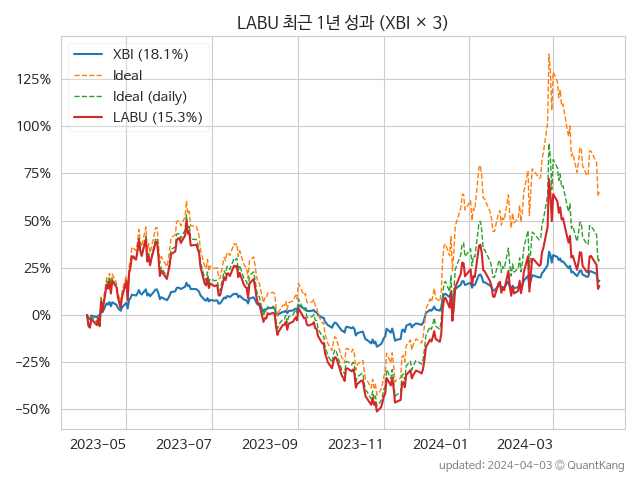 LABU 최근 1년 성과 (XBI × 3)
XBI (18.1%)
Ideal
Ideal (daily)
LABU (15.3%)
125%
100%
75%
50%
25%
0%
−25%
−50%
2023-05
2023-07
2023-09
2023-11
2024-01
2024-03
updated: 2024-04-03 ⓒ QuantKang